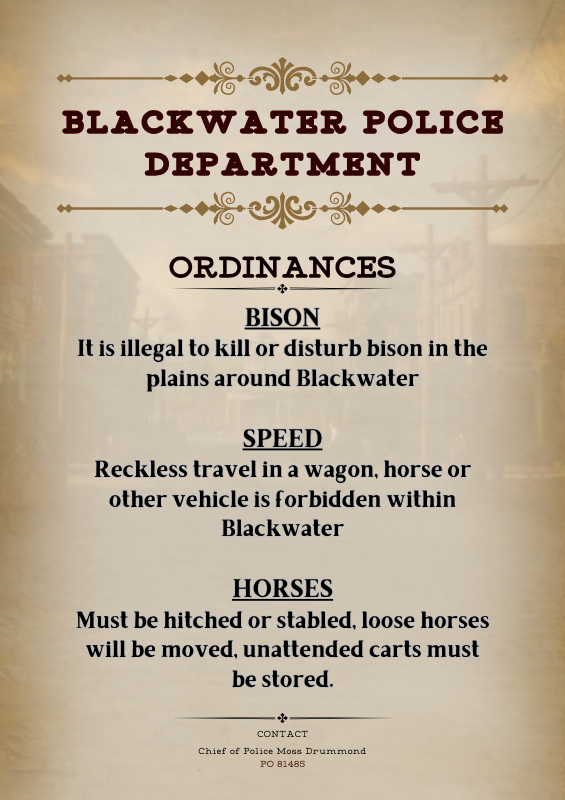 BLACKWATER POLICE
DEPARTMENT
ORDINANCES
BISON
It is illegal to kill or disturb bison in the
plains around Blackwater
SPEED
Reckless travel in a wagon, horse or
other vehicle is forbidden within
Blackwater
HORSES
Must be hitched or stabled, loose horses
will be moved, unattended carts must
be stored.
CONTACT
Chief of Police Moss Drummond
PO 81485